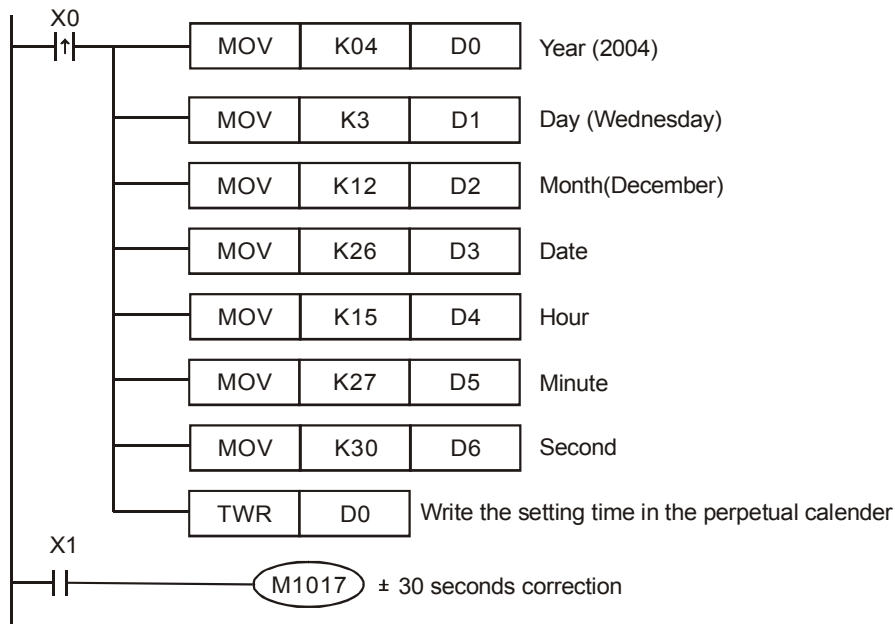 X0
MOV K04 D0 Year (2004)
MOV K3 D1 Day (Wednesday)
MOV K12 D2 Month(December)
MOV K26 D3 Date
MOV K15 D4 Hour
MOV K27 D5 Minute
MOV K30 D6 Second
TWR D0 Write the setting time in the perpetual calender
X1
M1017 ± 30 seconds correction